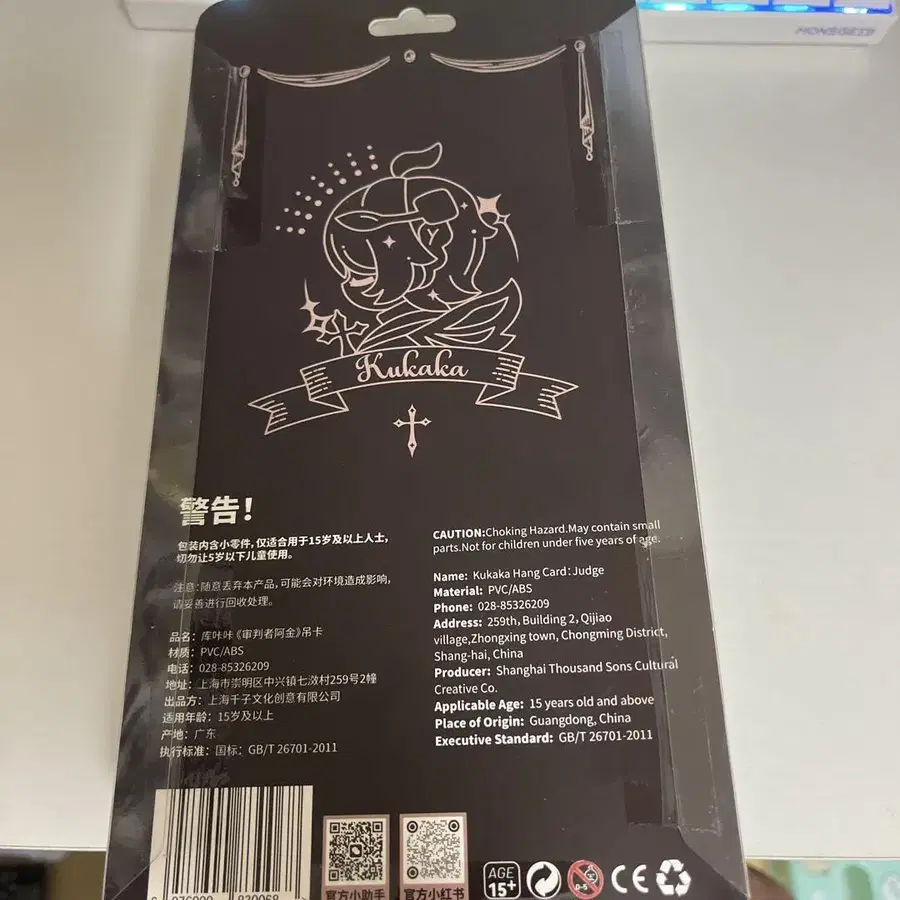 MONSGEEK
Kukaka
警告!
包装内含小零件,仅适合用于15岁及以上人士,
切勿让5岁以下儿童使用。
注意:随意丢弃本产品,可能会对环境造成影响,
请妥善进行回收处理。
品名: 库咔咔《审判者阿金》吊卡
材质: PVC/ABS
电话: 028-85326209
地址: 上海市崇明区中兴镇七滧村259号2幢
出品方: 上海千子文化创意有限公司
适用年龄: 15岁及以上
产地: 广东
执行标准: 国标: GB/T 26701-2011
CAUTION:Choking Hazard.May contain small
parts.Not for children under five years of age.
Name: Kukaka Hang Card:Judge
Material: PVC/ABS
Phone: 028-85326209
Address: 259th, Building 2, Qijiao
village,Zhongxing town, Chongming District,
Shang-hai, China
Producer: Shanghai Thousand Sons Cultural
Creative Co.
Applicable Age: 15 years old and above
Place of Origin: Guangdong, China
Executive Standard: GB/T 26701-2011
官方小助手
官方小红书
AGE
15+
0-5
CE